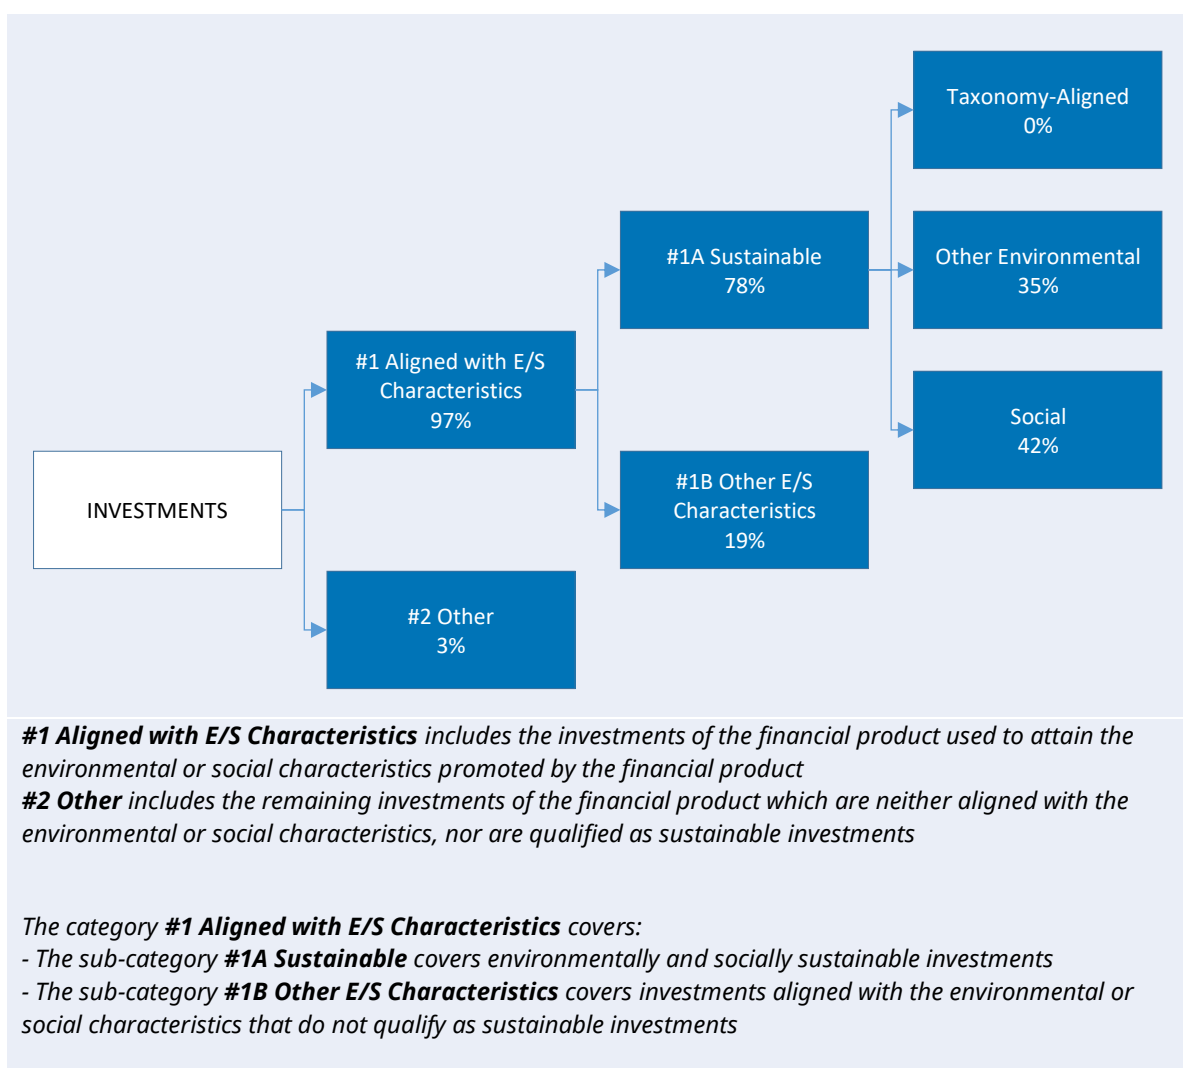 Taxonomy-Aligned
0%
#1A Sustainable
78%
Other Environmental
35%
#1 Aligned with E/S
Characteristics
97%
Social
42%
INVESTMENTS
#1B Other E/S
Characteristics
19%
#2 Other
3%
#1 Aligned with E/S Characteristics includes the investments of the financial product used to attain the
environmental or social characteristics promoted by the financial product
#2 Other includes the remaining investments of the financial product which are neither aligned with the
environmental or social characteristics, nor are qualified as sustainable investments
The category #1 Aligned with E/S Characteristics covers:
- The sub-category #1A Sustainable covers environmentally and socially sustainable investments
- The sub-category #1B Other E/S Characteristics covers investments aligned with the environmental or
social characteristics that do not qualify as sustainable investments